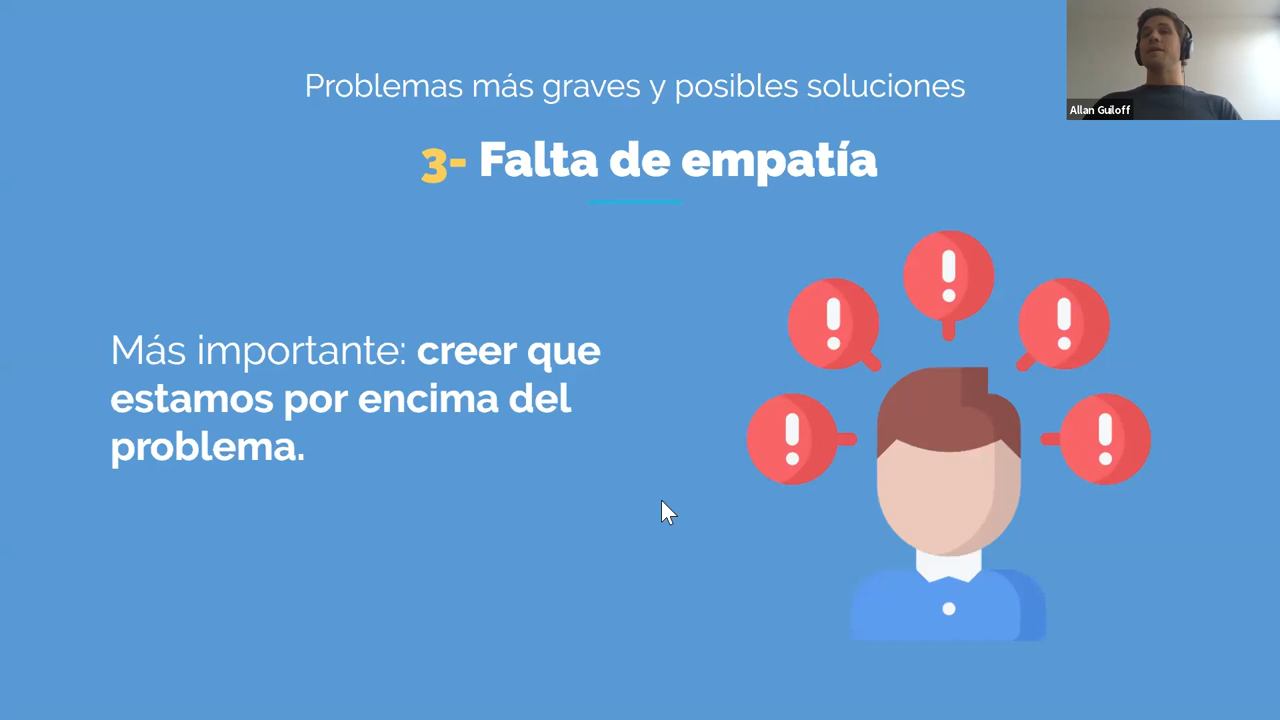 Problemas más graves y posibles soluciones
3- Falta de empatía
Más importante: creer que
estamos por encima del
problema.
Allan Guiloff